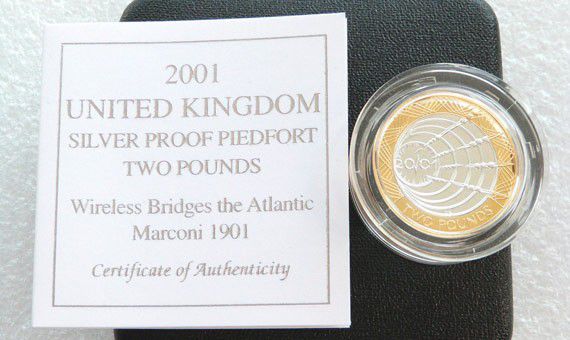 2001
UNITED KINGDOM
SILVER PROOF PIEDFORT
TWO POUNDS
Wireless Bridges the Atlantic
Marconi 1901
Certificate of Authenticity
2001
TWO POUNDS